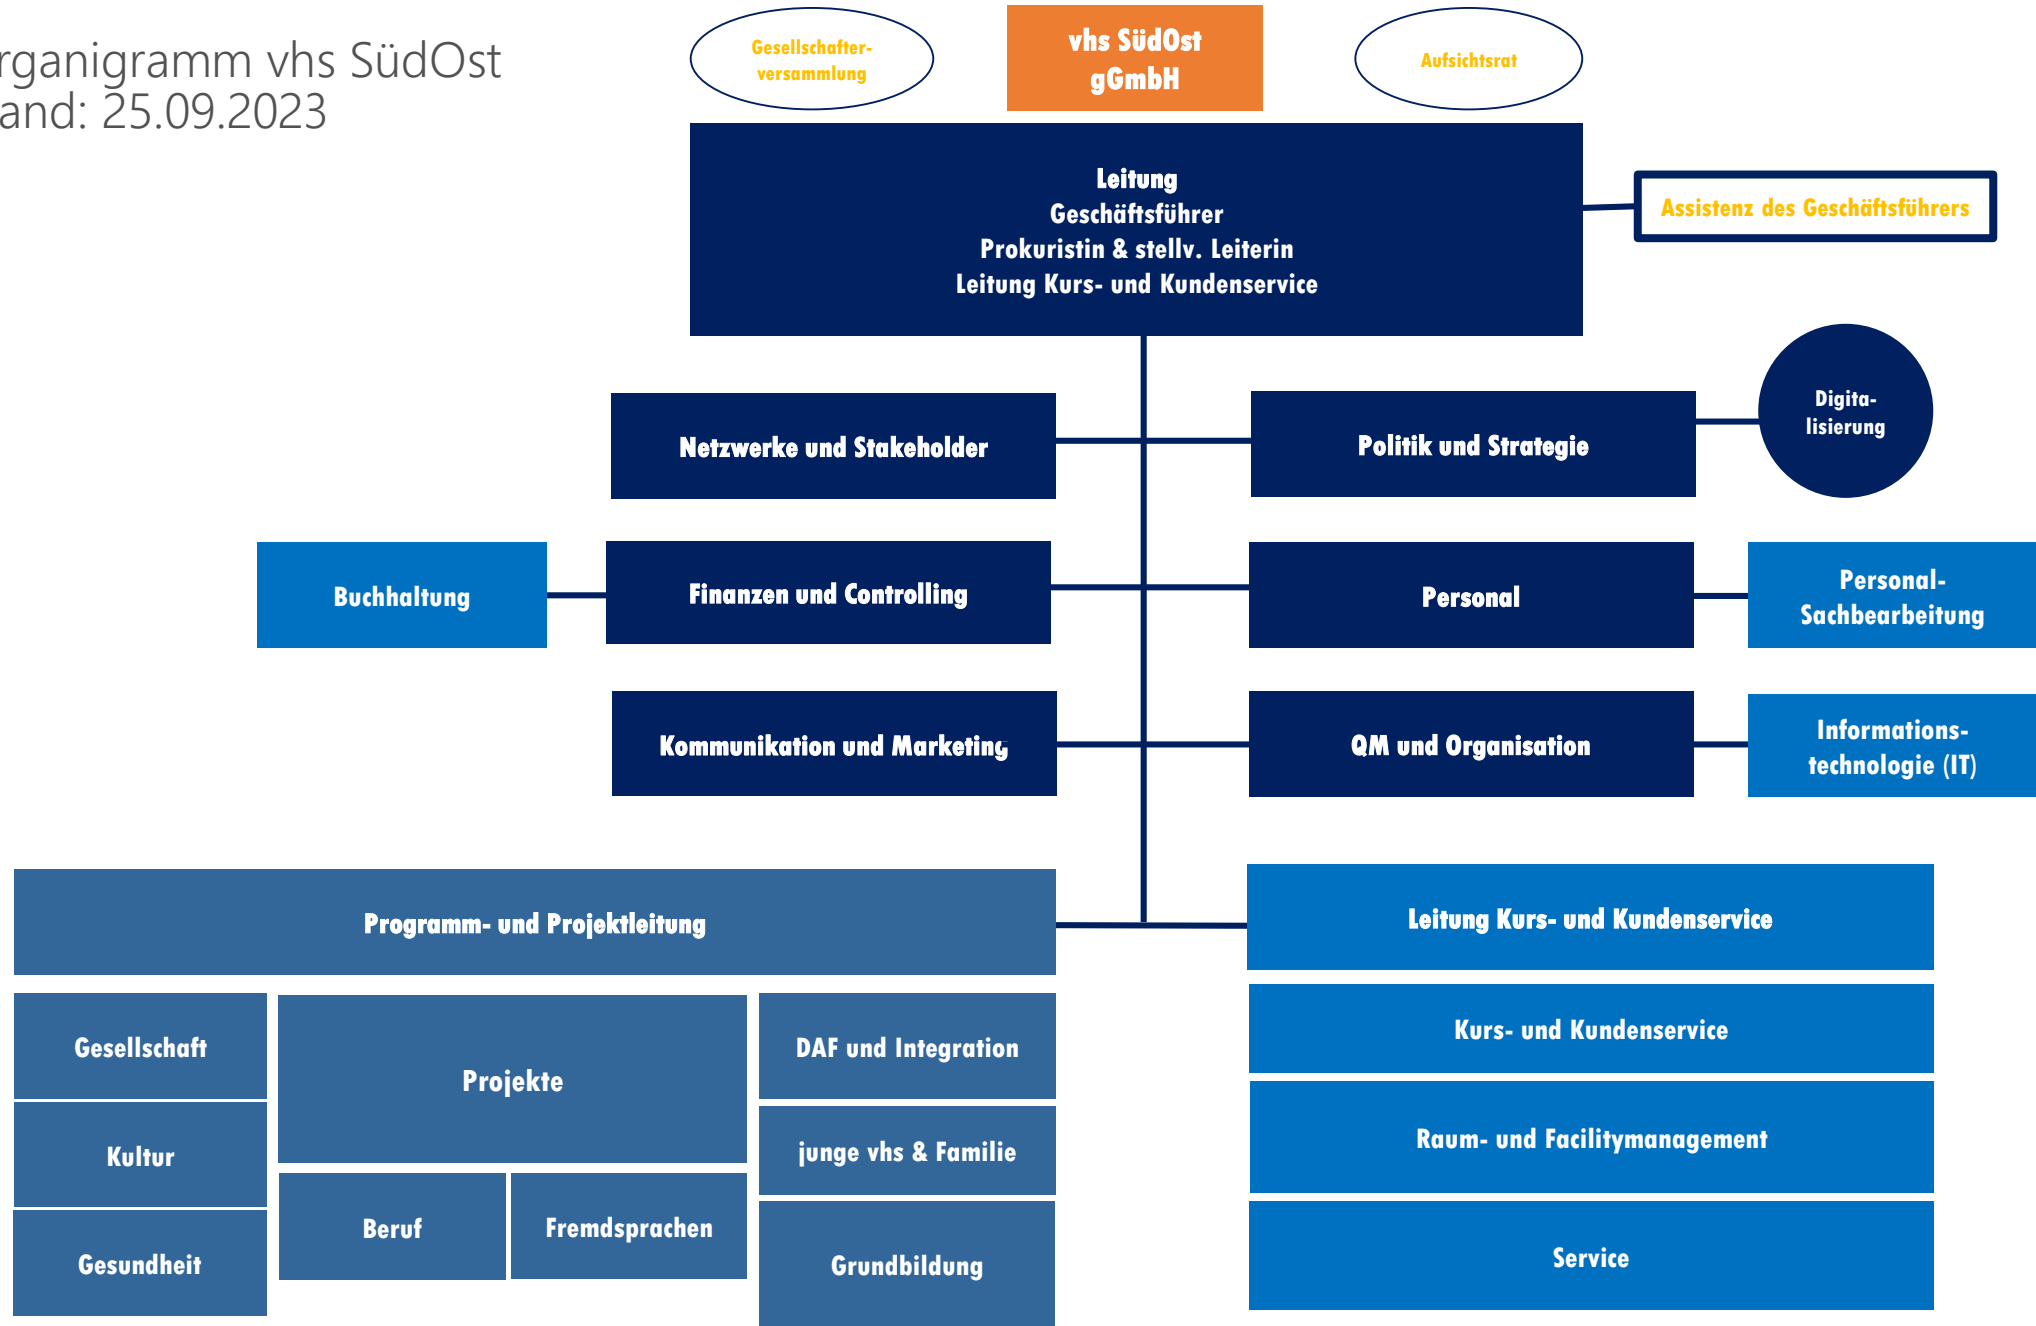 rganigramm vhs SüdOst
and: 25.09.2023
Gesellschafter-
versammlung
vhs SüdOst
gGmbH
Aufsichtsrat
Leitung
Geschäftsführer
Prokuristin & stellv. Leiterin
Leitung Kurs- und Kundenservice
Assistenz des Geschäftsführers
Netzwerke und Stakeholder
Politik und Strategie
Digita-
lisierung
Buchhaltung
Finanzen und Controlling
Personal
Personal-
Sachbearbeitung
Kommunikation und Marketing
QM und Organisation
Informations-
technologie (IT)
Programm- und Projektleitung
Leitung Kurs- und Kundenservice
Gesellschaft
Projekte
DAF und Integration
Kurs- und Kundenservice
Kultur
junge vhs & Familie
Raum- und Facilitymanagement
Gesundheit
Beruf
Fremdsprachen
Grundbildung
Service